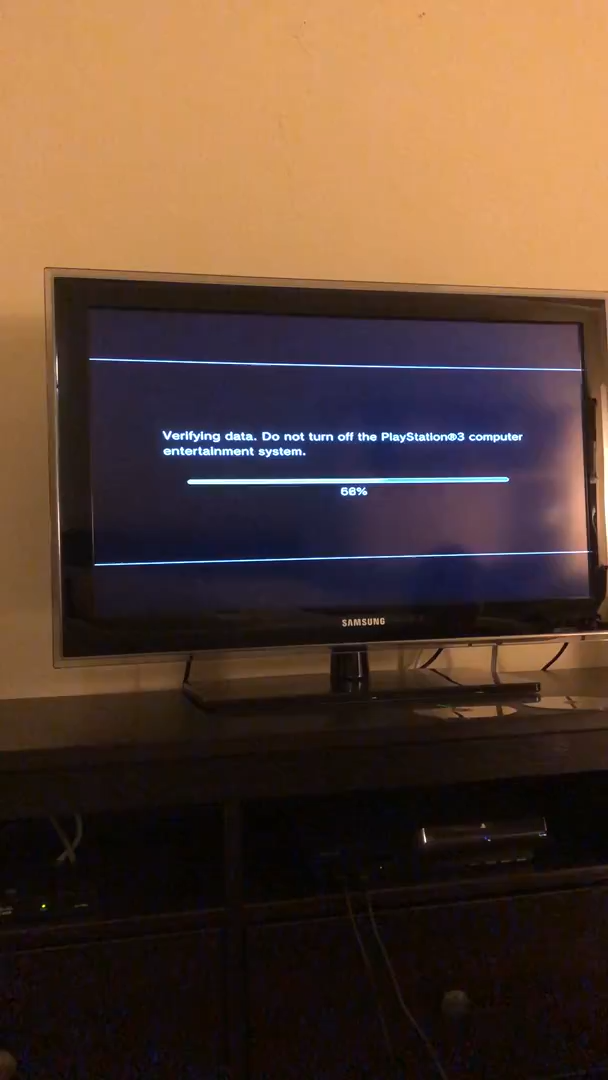 Verifying data. Do not turn off the PlayStation®3 computer
entertainment system.
66%
SAMSUNG